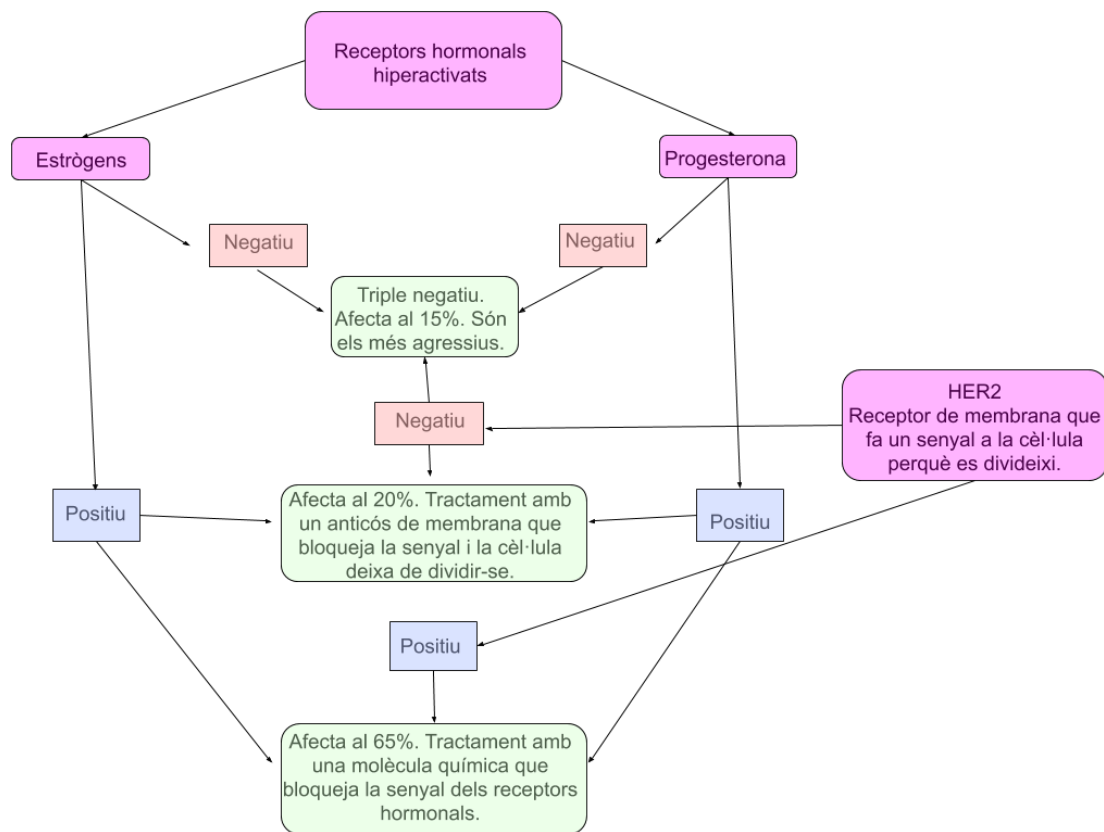 Receptors hormonals
hiperactivats
Estrògens
Progesterona
Negatiu
Negatiu
Triple negatiu.
Afecta al 15%. Són
els més agressius.
HER2
Receptor de membrana que
fa un senyal a la cèl·lula
perquè es divideixi.
Negatiu
Positiu
Afecta al 20%. Tractament amb
un anticós de membrana que
bloqueja la senyal i la cèl·lula
deixa de dividir-se.
Positiu
Positiu
Afecta al 65%. Tractament amb
una molècula química que
bloqueja la senyal dels receptors
hormonals.